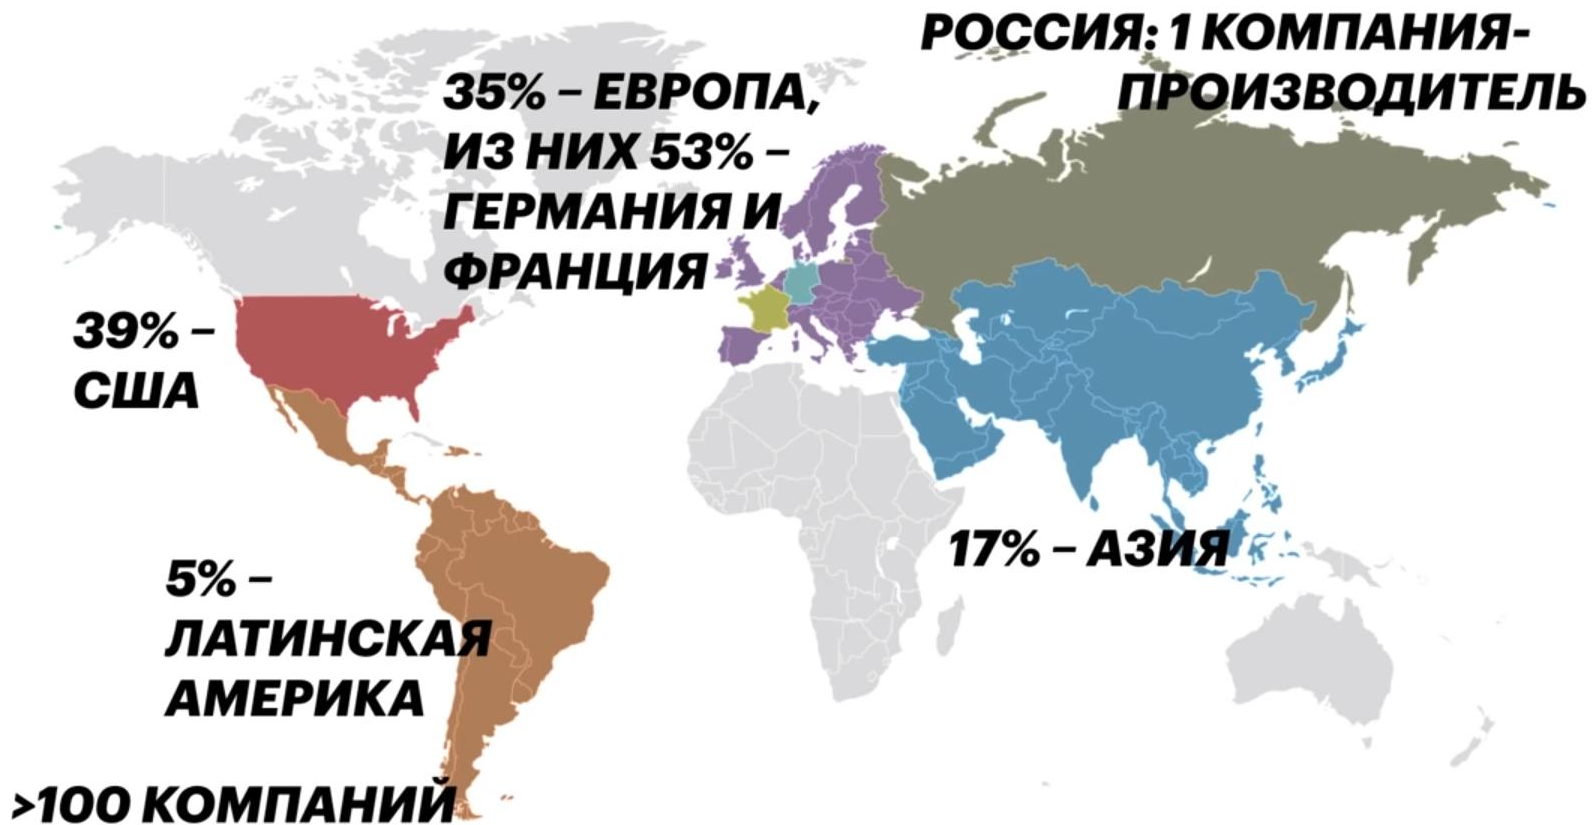 РОССИЯ: 1 КОМПАНИЯ-
ПРОИЗВОДИТЕЛЬ
35% – ЕВРОПА,
ИЗ НИХ 53% –
ГЕРМАНИЯ И
ФРАНЦИЯ
39% –
США
17% – АЗИЯ
5% –
ЛАТИНСКАЯ
АМЕРИКА
>100 КОМПАНИЙ